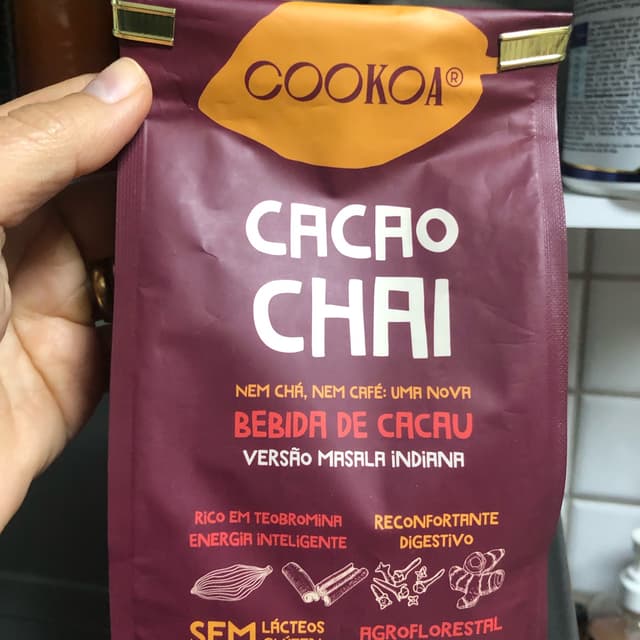 COOKOA®
CACAO
CHAI
NEM CHÁ, NEM CAFÉ: UMA NOVA
BEBIDA DE CACAU
VERSÃO MASALA INDIANA
RICO EM TEOBROMINA
ENERGIA INTELIGENTE
RECONFORTANTE
DIGESTIVO
SEM LÁCTEOS
AGROFLORESTAL